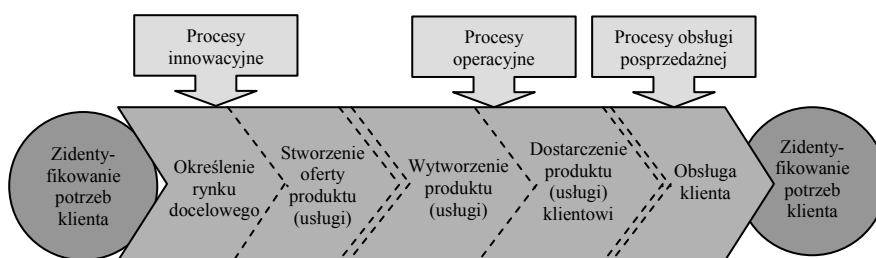 Procesy
innowacyjne
Procesy
operacyjne
Procesy obsługi
posprzedażnej
Zidenty-
fikowanie
potrzeb
klienta
Określenie
rynku
docelowego
Stworzenie
oferty
produktu
(usługi)
Wytworzenie
produktu
(usługi)
Dostarczenie
produktu
(usługi)
klientowi
Obsługa
klienta
Zidenty-
fikowanie
potrzeb
klienta